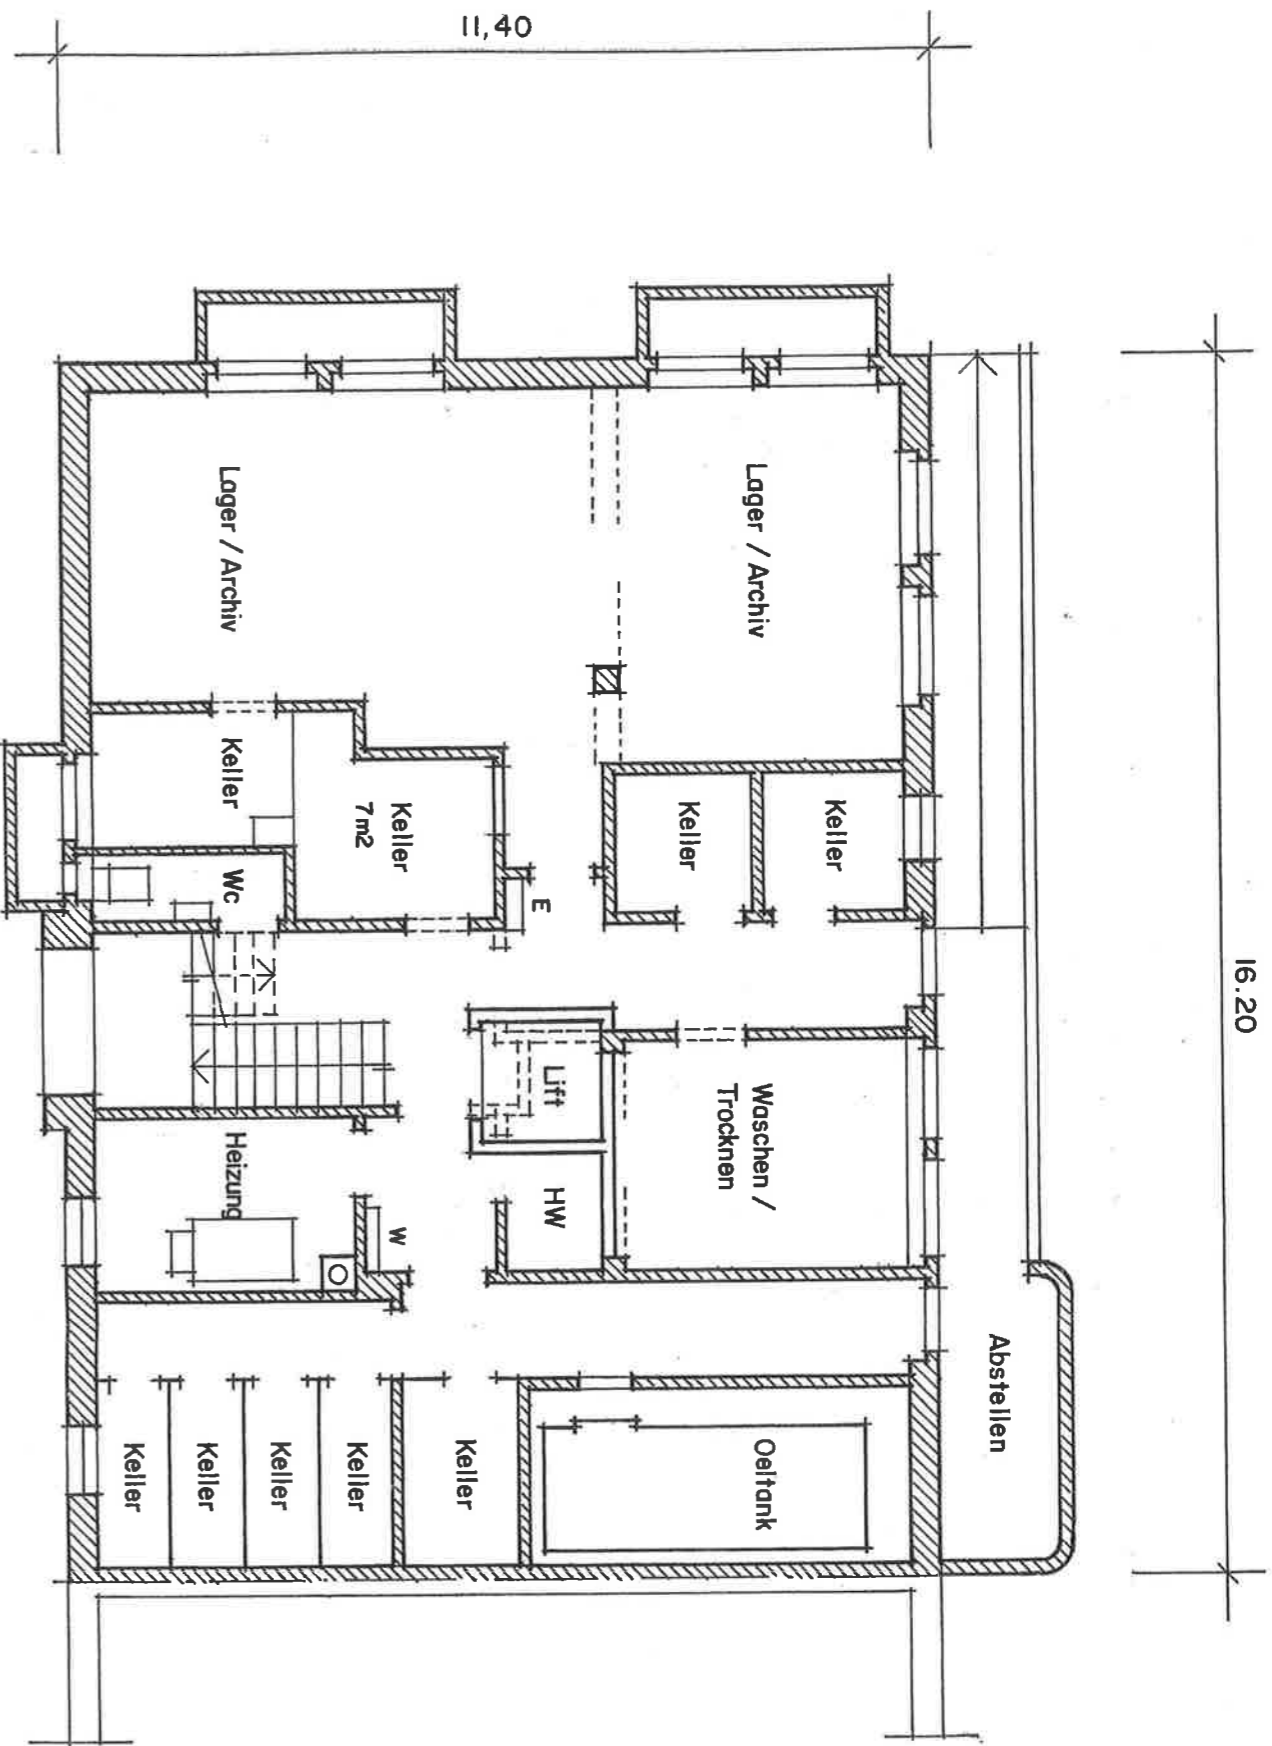 11,40
16.20
Lager / Archiv
Lager / Archiv
Keller
Keller
7m2
Keller
Keller
Wc
E
Lift
Waschen /
Trocknen
HW
Heizung
W
Abstellen
Keller
Keller
Keller
Keller
Keller
Oeltank